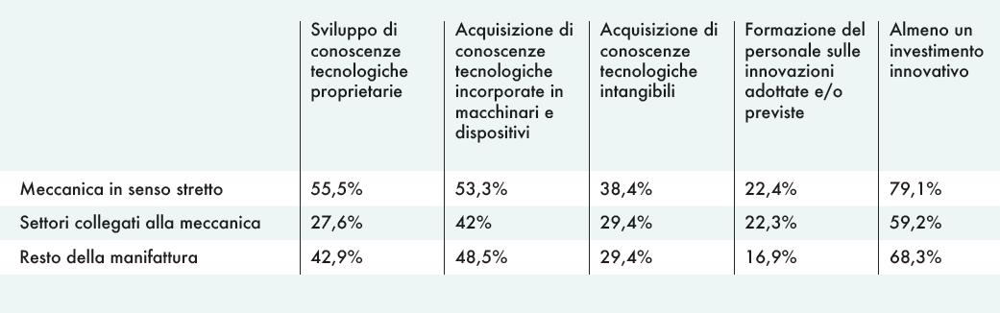 Sviluppo di
conoscenze
tecnologiche
proprietarie
Acquisizione di
conoscenze
tecnologiche
incorporate in
macchinari e
dispositivi
Acquisizione di
conoscenze
tecnologiche
intangibili
Formazione del
personale sulle
innovazioni
adottate e/o
previste
Almeno un
investimento
innovativo
Meccanica in senso stretto 55,5% 53,3% 38,4% 22,4% 79,1%
Settori collegati alla meccanica 27,6% 42% 29,4% 22,3% 59,2%
Resto della manifattura 42,9% 48,5% 29,4% 16,9% 68,3%